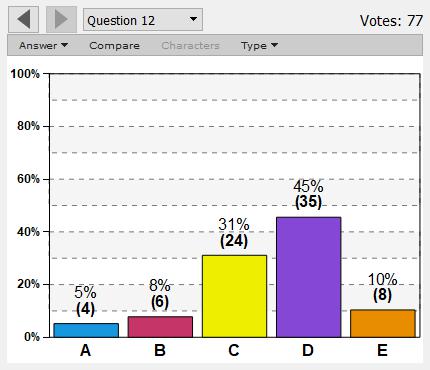 Question 12
Votes: 77
Answer
Compare
Characters
Type
100%
80%
60%
40%
20%
0%
5%
(4)
8%
(6)
31%
(24)
45%
(35)
10%
(8)
A B C D E